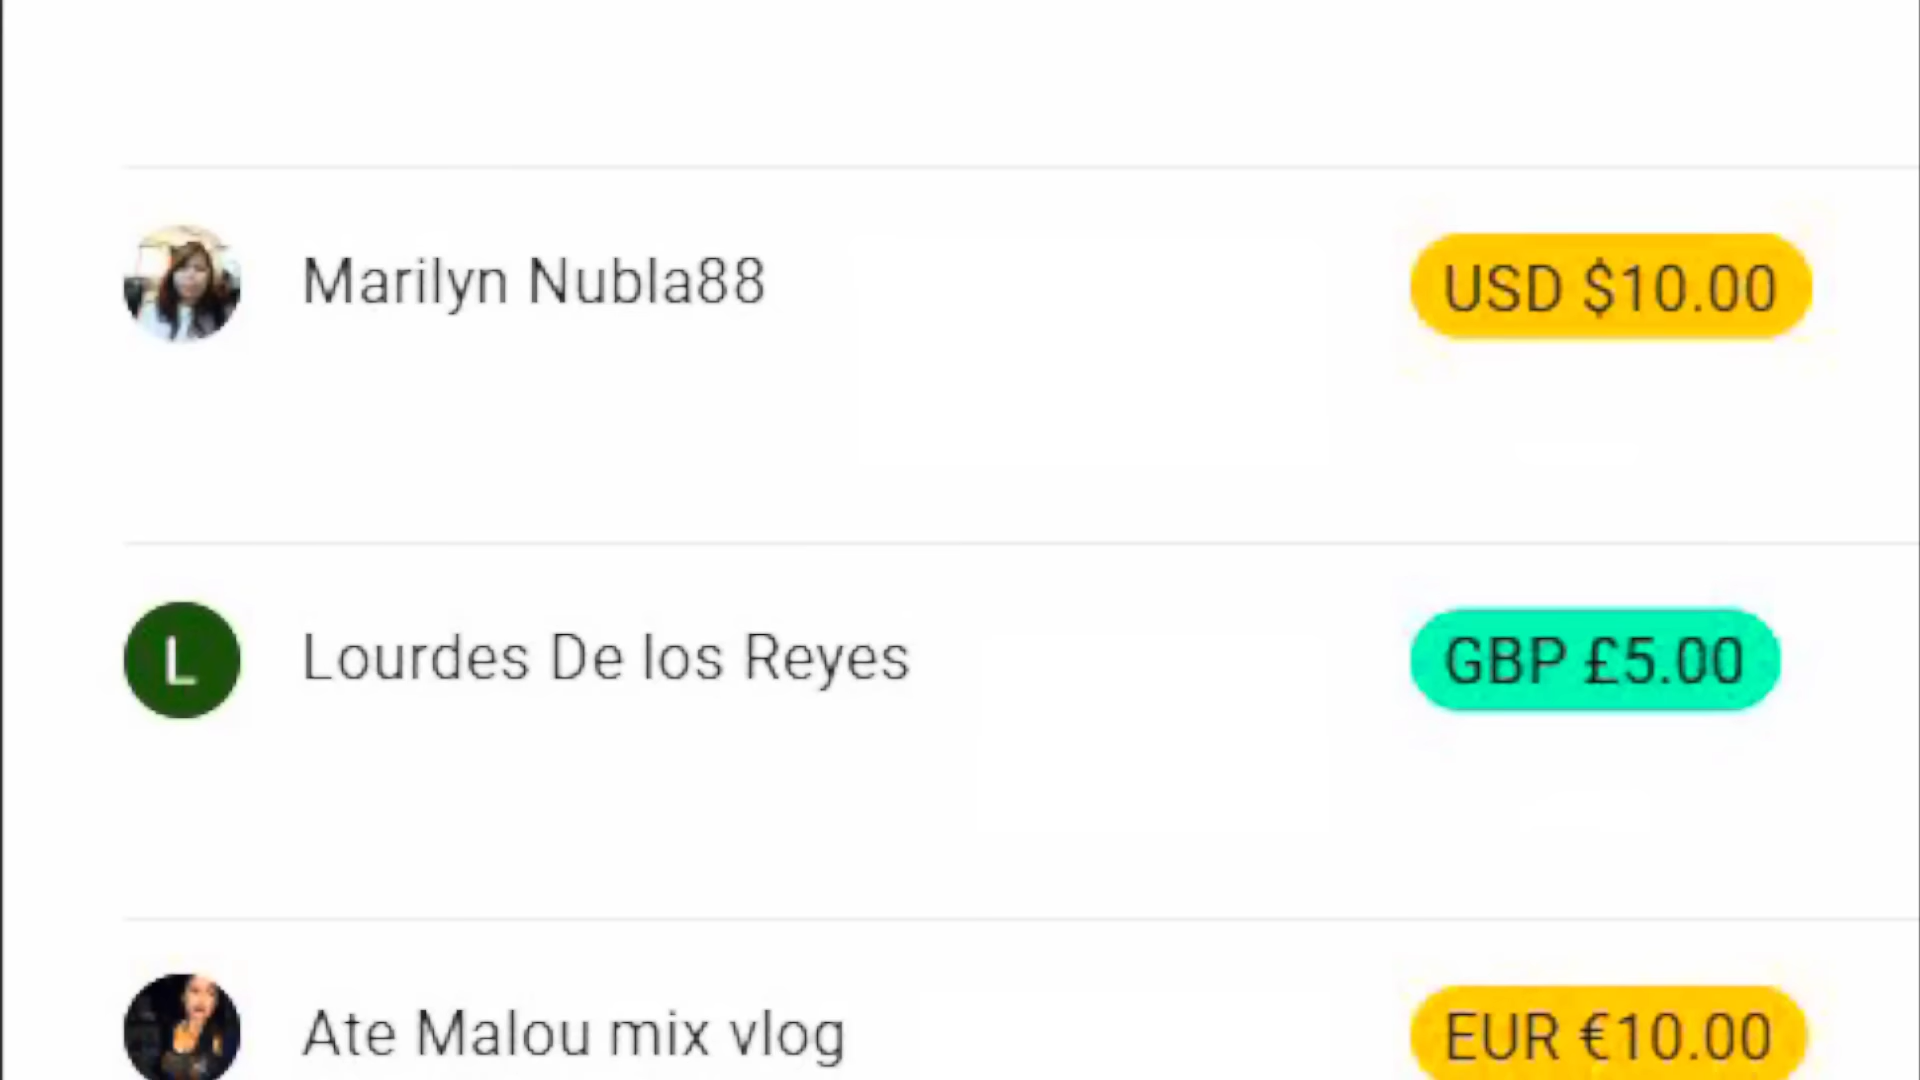 Marilyn Nubla88
USD $10.00
L
Lourdes De los Reyes
GBP £5.00
Ate Malou mix vlog
EUR €10.00